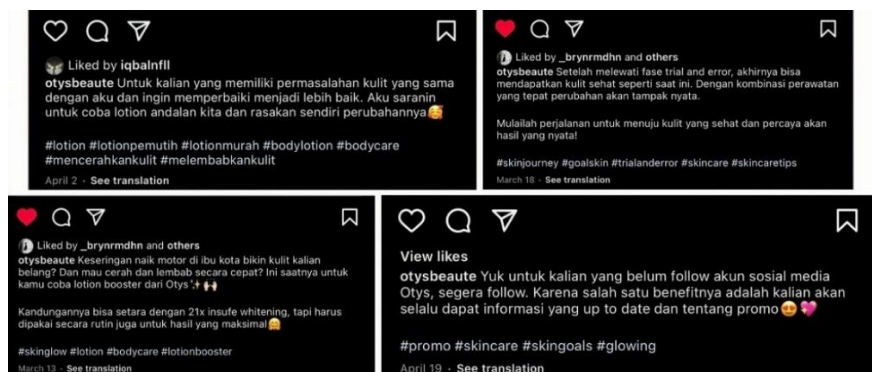 Liked by iqbalnfll
otysbeaute Untuk kalian yang memiliki permasalahan kulit yang sama
dengan aku dan ingin memperbaiki menjadi lebih baik. Aku saranin
untuk coba lotion andalan kita dan rasakan sendiri perubahannya🥰
#lotion #lotionpemutih #lotionmurah #bodylotion #bodycare
#mencerahkankulit #melembabkankulit
April 2 · See translation
Liked by _brynrmdhn and others
otysbeaute Setelah melewati fase trial and error, akhirnya bisa
mendapatkan kulit sehat seperti saat ini. Dengan kombinasi perawatan
yang tepat perubahan akan tampak nyata.
Mulailah perjalanan untuk menuju kulit yang sehat dan percaya akan
hasil yang nyata!
#skinjourney #goalskin #trialanderror #skincare #skincaretips
March 18 · See translation
Liked by _brynrmdhn and others
otysbeaute Keseringan naik motor di ibu kota bikin kulit kalian
belang? Dan mau cerah dan lembab secara cepat? Ini saatnya untuk
kamu coba lotion booster dari Otys✨🙌🏻
Kandungannya bisa setara dengan 21x insufe whitening, tapi harus
dipakai secara rutin juga untuk hasil yang maksimal🤗
#skinglow #lotion #bodycare #lotionbooster
March 13 · See translation
View likes
otysbeaute Yuk untuk kalian yang belum follow akun sosial media
Otys, segera follow. Karena salah satu benefitnya adalah kalian akan
selalu dapat informasi yang up to date dan tentang promo😍💖
#promo #skincare #skingoals #glowing
April 19 · See translation